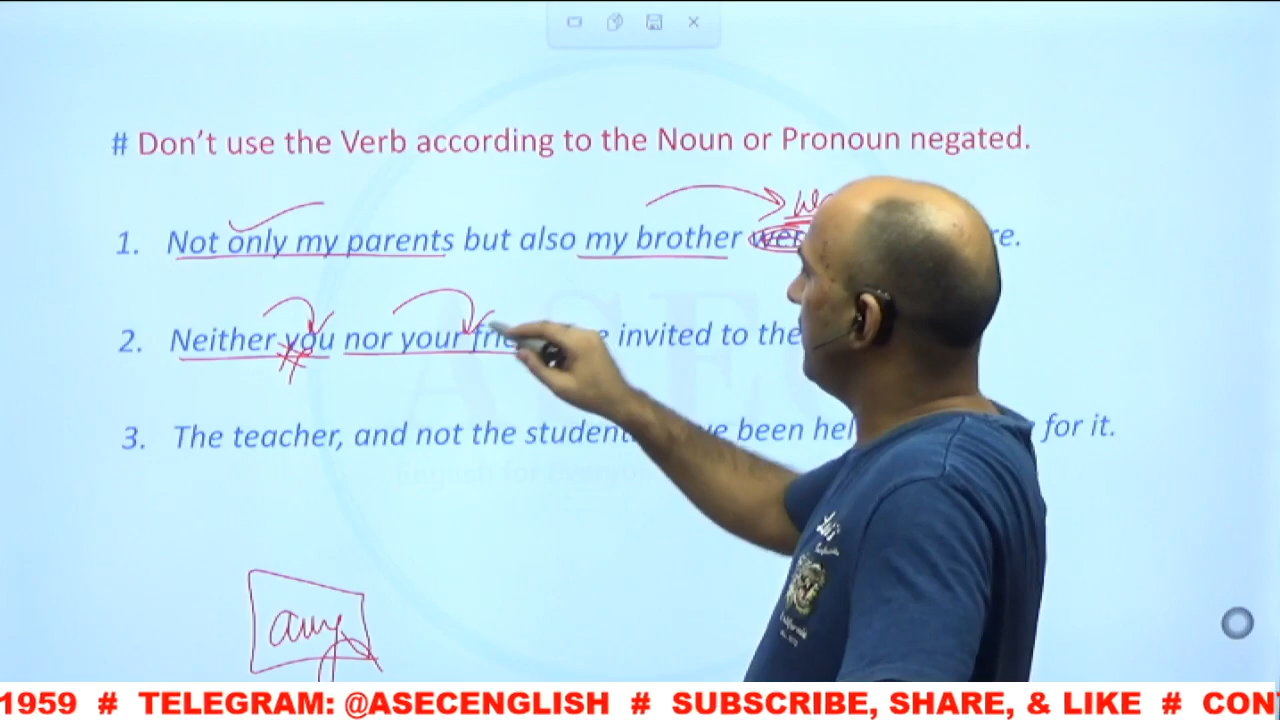 # Don't use the Verb according to the Noun or Pronoun negated.
1. Not only my parents but also my brother
2. Neither you nor your invited to the
3. The teacher, and not the been for it.
any
1959 # TELEGRAM: @ASECENGLISH # SUBSCRIBE, SHARE, & LIKE # CON